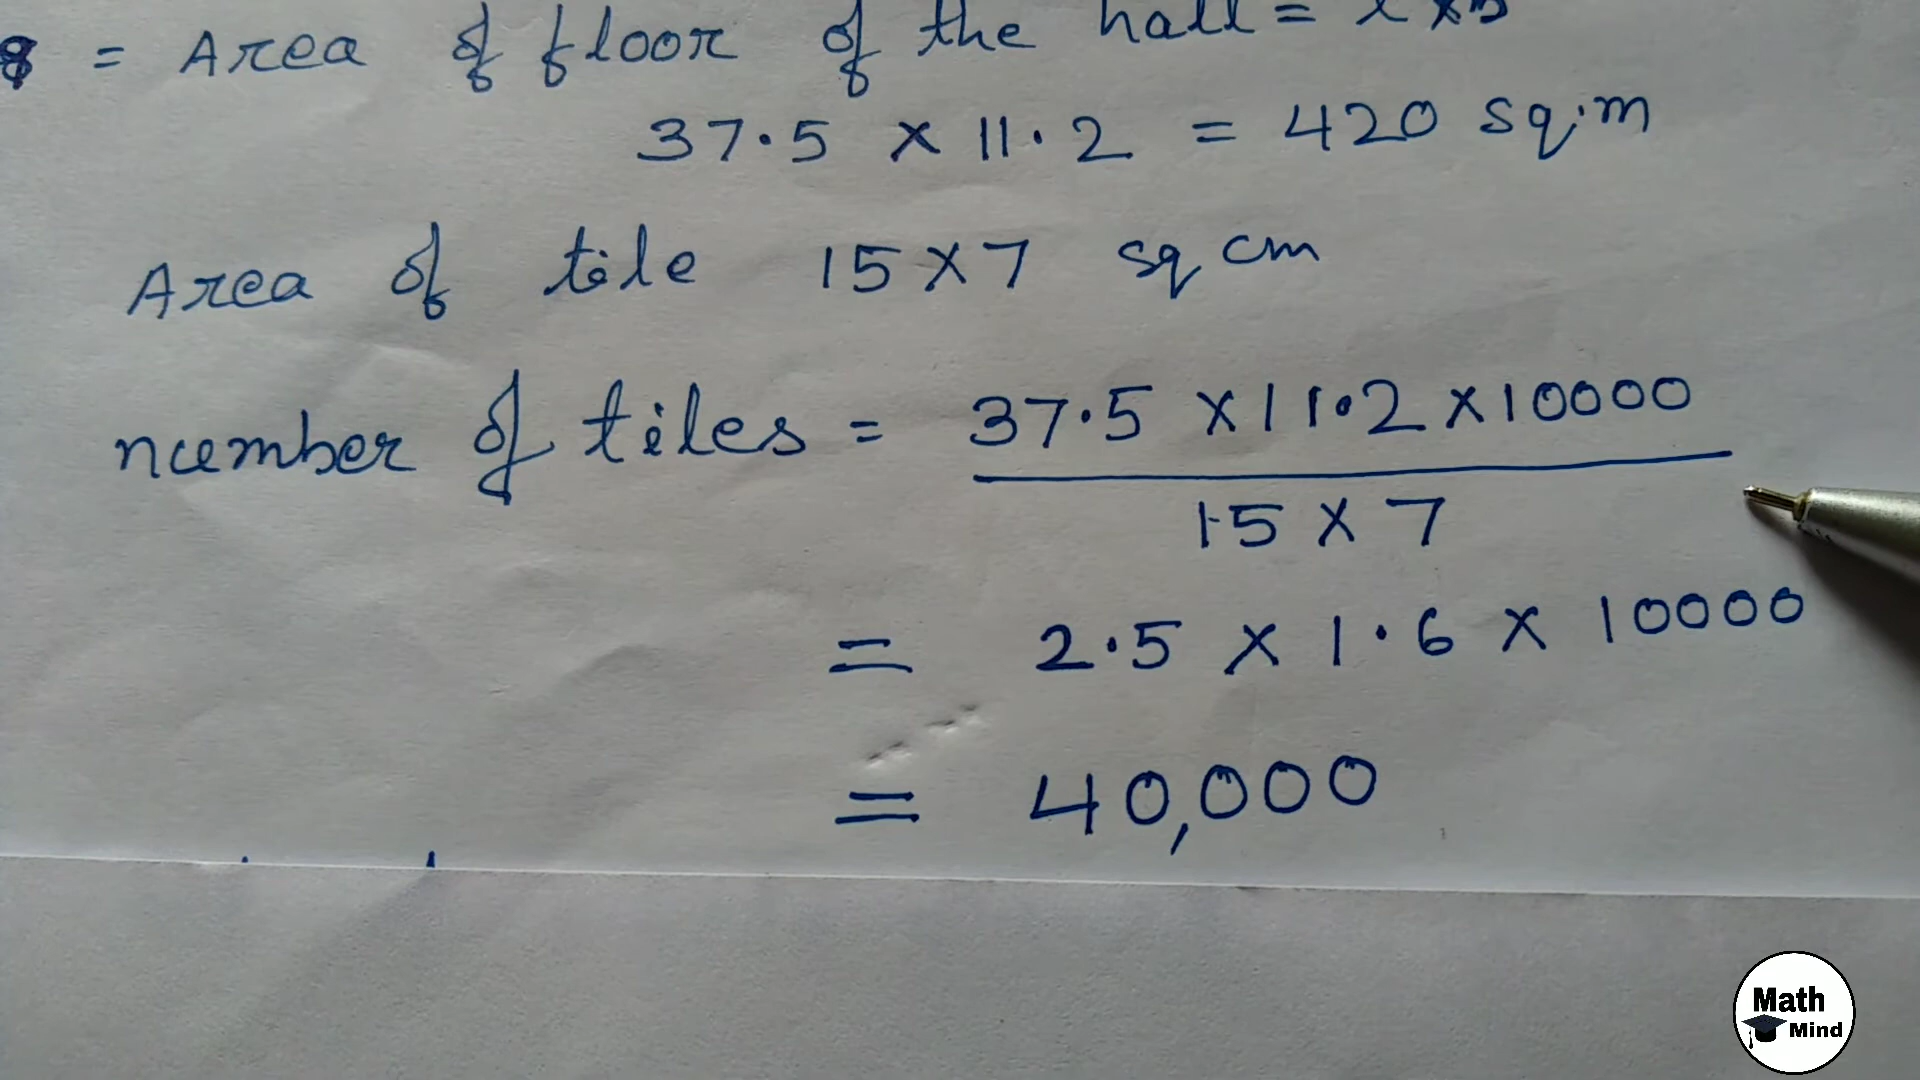 = Area of floor of the hall = l × b
37.5 × 11.2 = 420 sq.m
Area of tile 15 × 7 sq cm
number of tiles = 37.5 × 11.2 × 10000
15 × 7
= 2.5 × 1.6 × 10000
= 40,000
Math
Mind